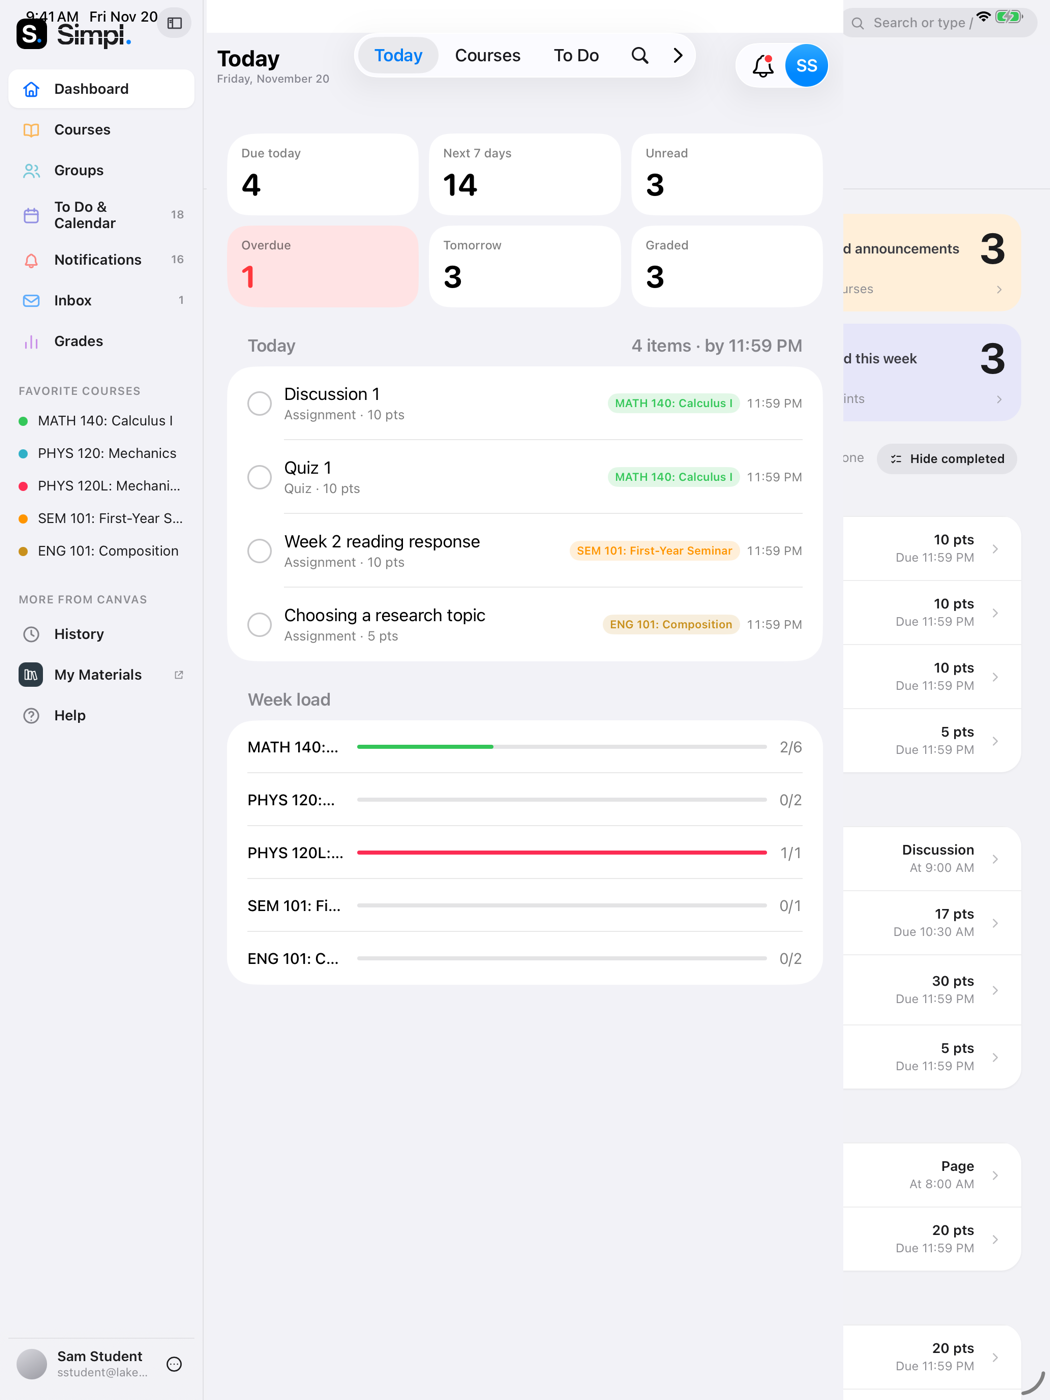 9:41 AM Fri Nov 20
Simpl.
Dashboard
Courses
Groups
To Do &
Calendar
18
Notifications
16
Inbox
1
Grades
FAVORITE COURSES
MATH 140: Calculus I
PHYS 120: Mechanics
PHYS 120L: Mechani...
SEM 101: First-Year S...
ENG 101: Composition
MORE FROM CANVAS
History
My Materials
Help
Sam Student
sstudent@lake...
Today
Friday, November 20
Today
Courses
To Do
SS
Due today
4
Next 7 days
14
Unread
3
Overdue
1
Tomorrow
3
Graded
3
Today
4 items · by 11:59 PM
Discussion 1
Assignment · 10 pts
MATH 140: Calculus I
11:59 PM
Quiz 1
Quiz · 10 pts
MATH 140: Calculus I
11:59 PM
Week 2 reading response
Assignment · 10 pts
SEM 101: First-Year Seminar
11:59 PM
Choosing a research topic
Assignment · 5 pts
ENG 101: Composition
11:59 PM
Week load
MATH 140:...
2/6
PHYS 120:...
0/2
PHYS 120L:...
1/1
SEM 101: Fi...
0/1
ENG 101: C...
0/2
Search or type /
d announcements
3
urses
d this week
3
ints
one
Hide completed
10 pts
Due 11:59 PM
10 pts
Due 11:59 PM
10 pts
Due 11:59 PM
5 pts
Due 11:59 PM
Discussion
At 9:00 AM
17 pts
Due 10:30 AM
30 pts
Due 11:59 PM
5 pts
Due 11:59 PM
Page
At 8:00 AM
20 pts
Due 11:59 PM
20 pts
Due 11:59 PM